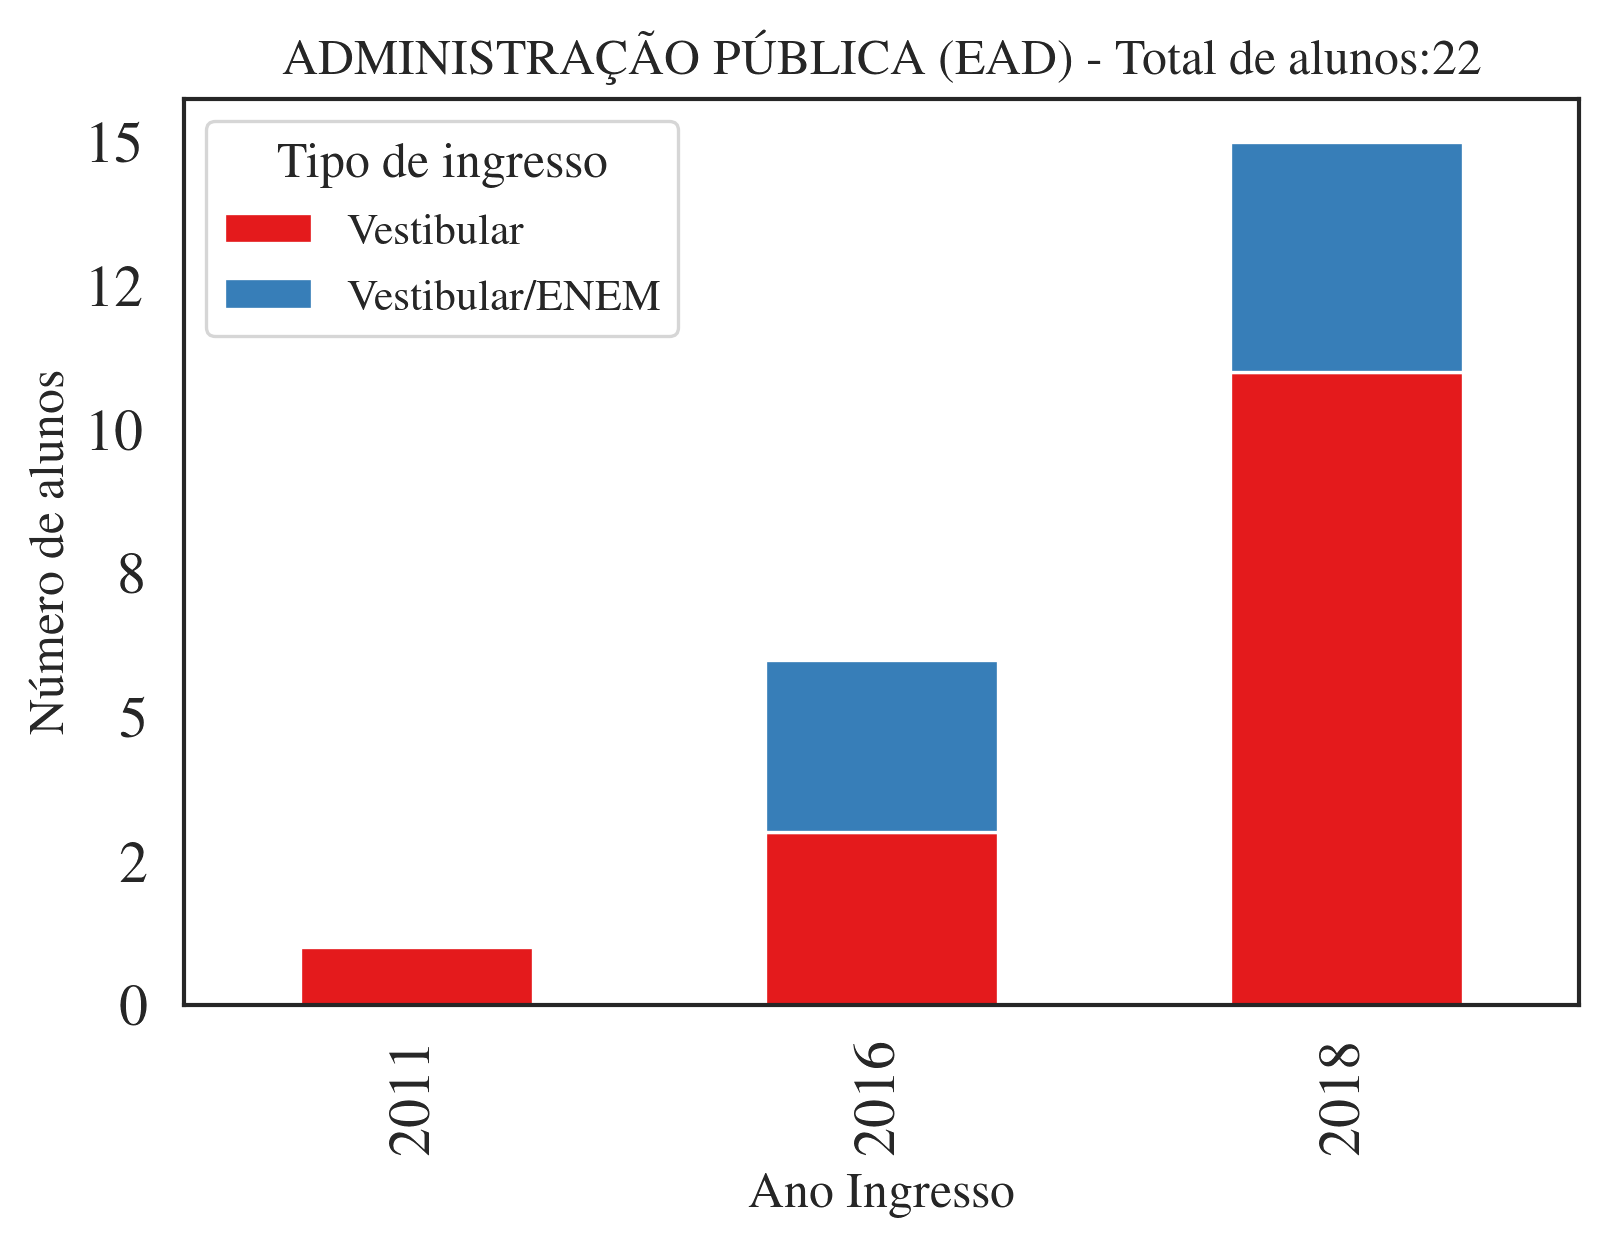 ADMINISTRAÇÃO PÚBLICA (EAD) - Total de alunos:22
Tipo de ingresso
Vestibular
Vestibular/ENEM
Número de alunos
15
12
10
8
5
2
0
2011
2016
2018
Ano Ingresso